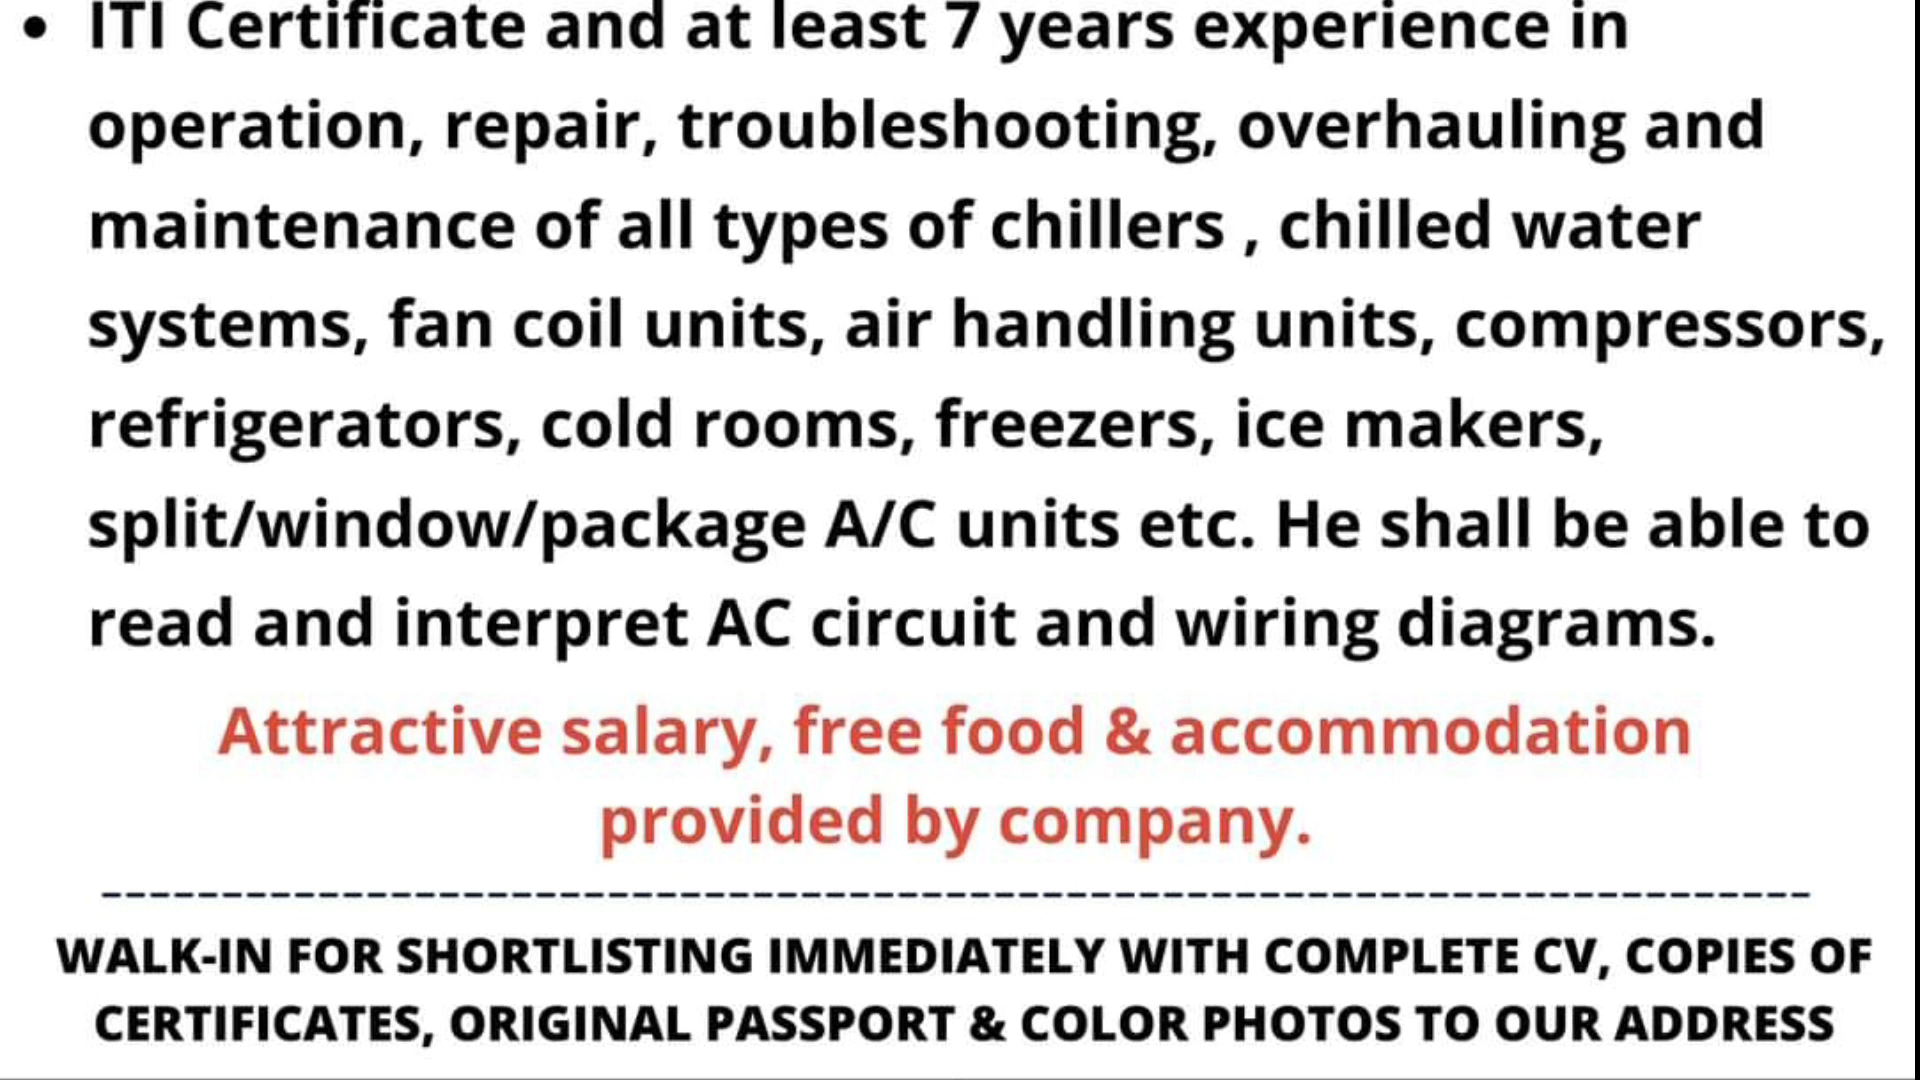 • ITI Certificate and at least 7 years experience in
operation, repair, troubleshooting, overhauling and
maintenance of all types of chillers , chilled water
systems, fan coil units, air handling units, compressors,
refrigerators, cold rooms, freezers, ice makers,
split/window/package A/C units etc. He shall be able to
read and interpret AC circuit and wiring diagrams.
Attractive salary, free food & accommodation
provided by company.
WALK-IN FOR SHORTLISTING IMMEDIATELY WITH COMPLETE CV, COPIES OF
CERTIFICATES, ORIGINAL PASSPORT & COLOR PHOTOS TO OUR ADDRESS